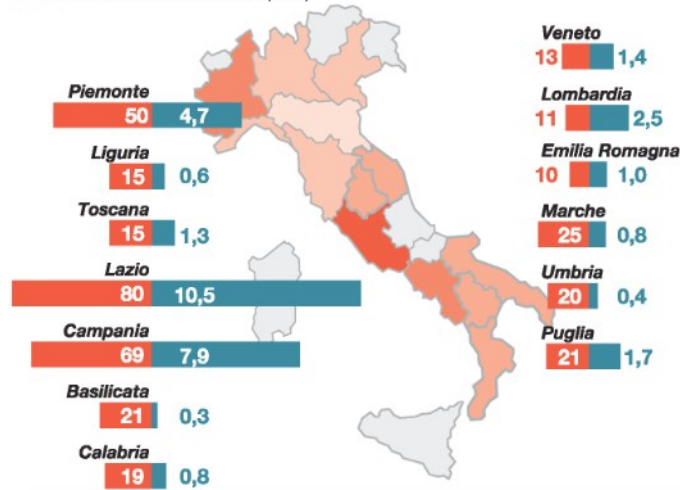 Piemonte
50 4,7
Liguria
15 0,6
Toscana
15 1,3
Lazio
80 10,5
Campania
69 7,9
Basilicata
21 0,3
Calabria
19 0,8
Veneto
13 1,4
Lombardia
11 2,5
Emilia Romagna
10 1,0
Marche
25 0,8
Umbria
20 0,4
Puglia
21 1,7